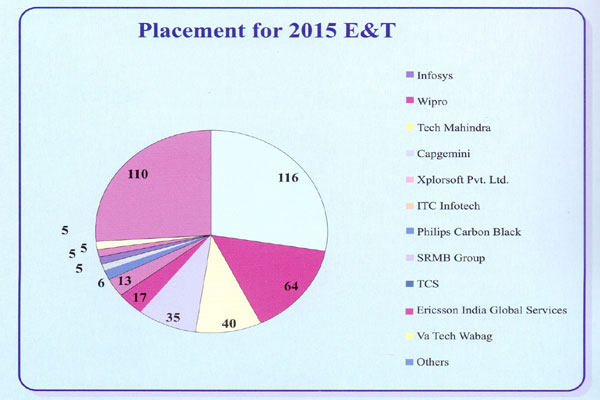 Placement for 2015 E&T
Infosys
Wipro
Tech Mahindra
Capgemini
Xplorsoft Pvt. Ltd.
ITC Infotech
Philips Carbon Black
SRMB Group
TCS
Ericsson India Global Services
Va Tech Wabag
Others
110
116
5
5
5
5
6
13
17
35
40
64